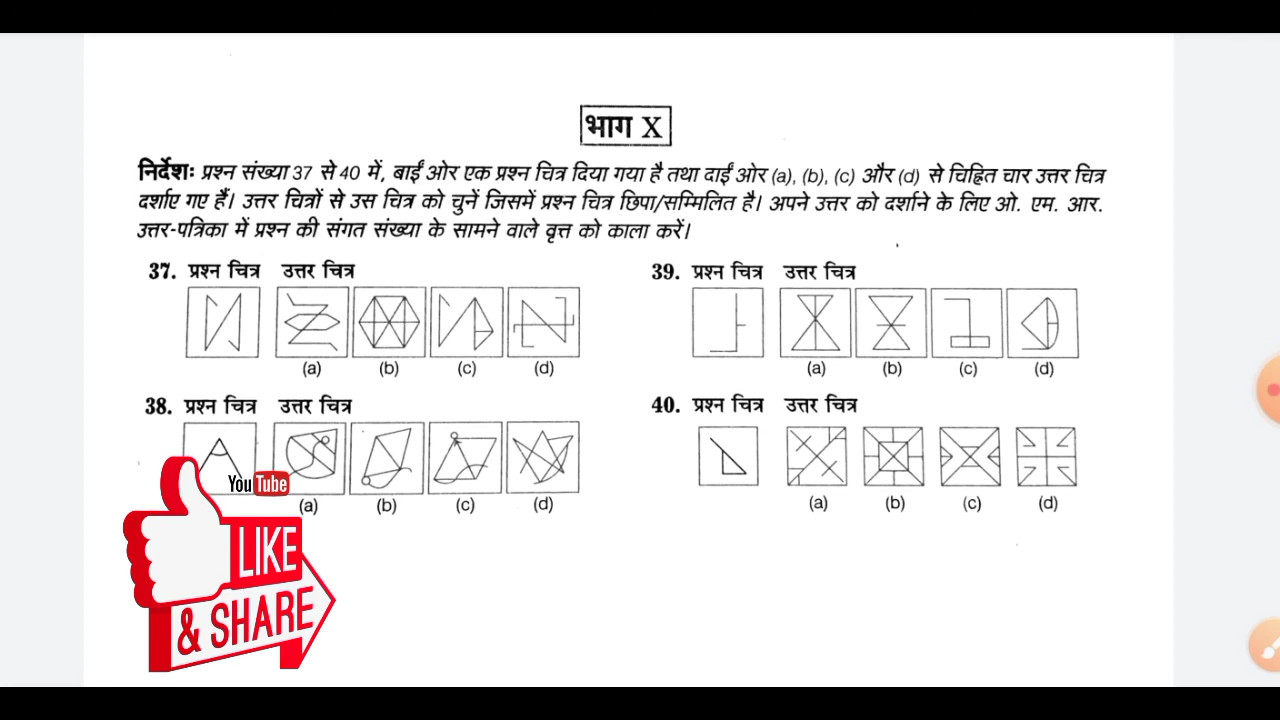 भाग X
निर्देशः प्रश्न संख्या 37 से 40 में, बाईं ओर एक प्रश्न चित्र दिया गया है तथा दाईं ओर (a), (b), (c) और (d) से चिह्नित चार उत्तर चित्र
दर्शाए गए हैं। उत्तर चित्रों से उस चित्र को चुनें जिसमें प्रश्न चित्र छिपा/सम्मिलित है। अपने उत्तर को दर्शाने के लिए ओ. एम. आर.
उत्तर-पत्रिका में प्रश्न की संगत संख्या के सामने वाले वृत्त को काला करें।
37. प्रश्न चित्र उत्तर चित्र
(a) (b) (c) (d)
38. प्रश्न चित्र उत्तर चित्र
(a) (b) (c) (d)
39. प्रश्न चित्र उत्तर चित्र
(a) (b) (c) (d)
40. प्रश्न चित्र उत्तर चित्र
(a) (b) (c) (d)
YouTube
LIKE
& SHARE